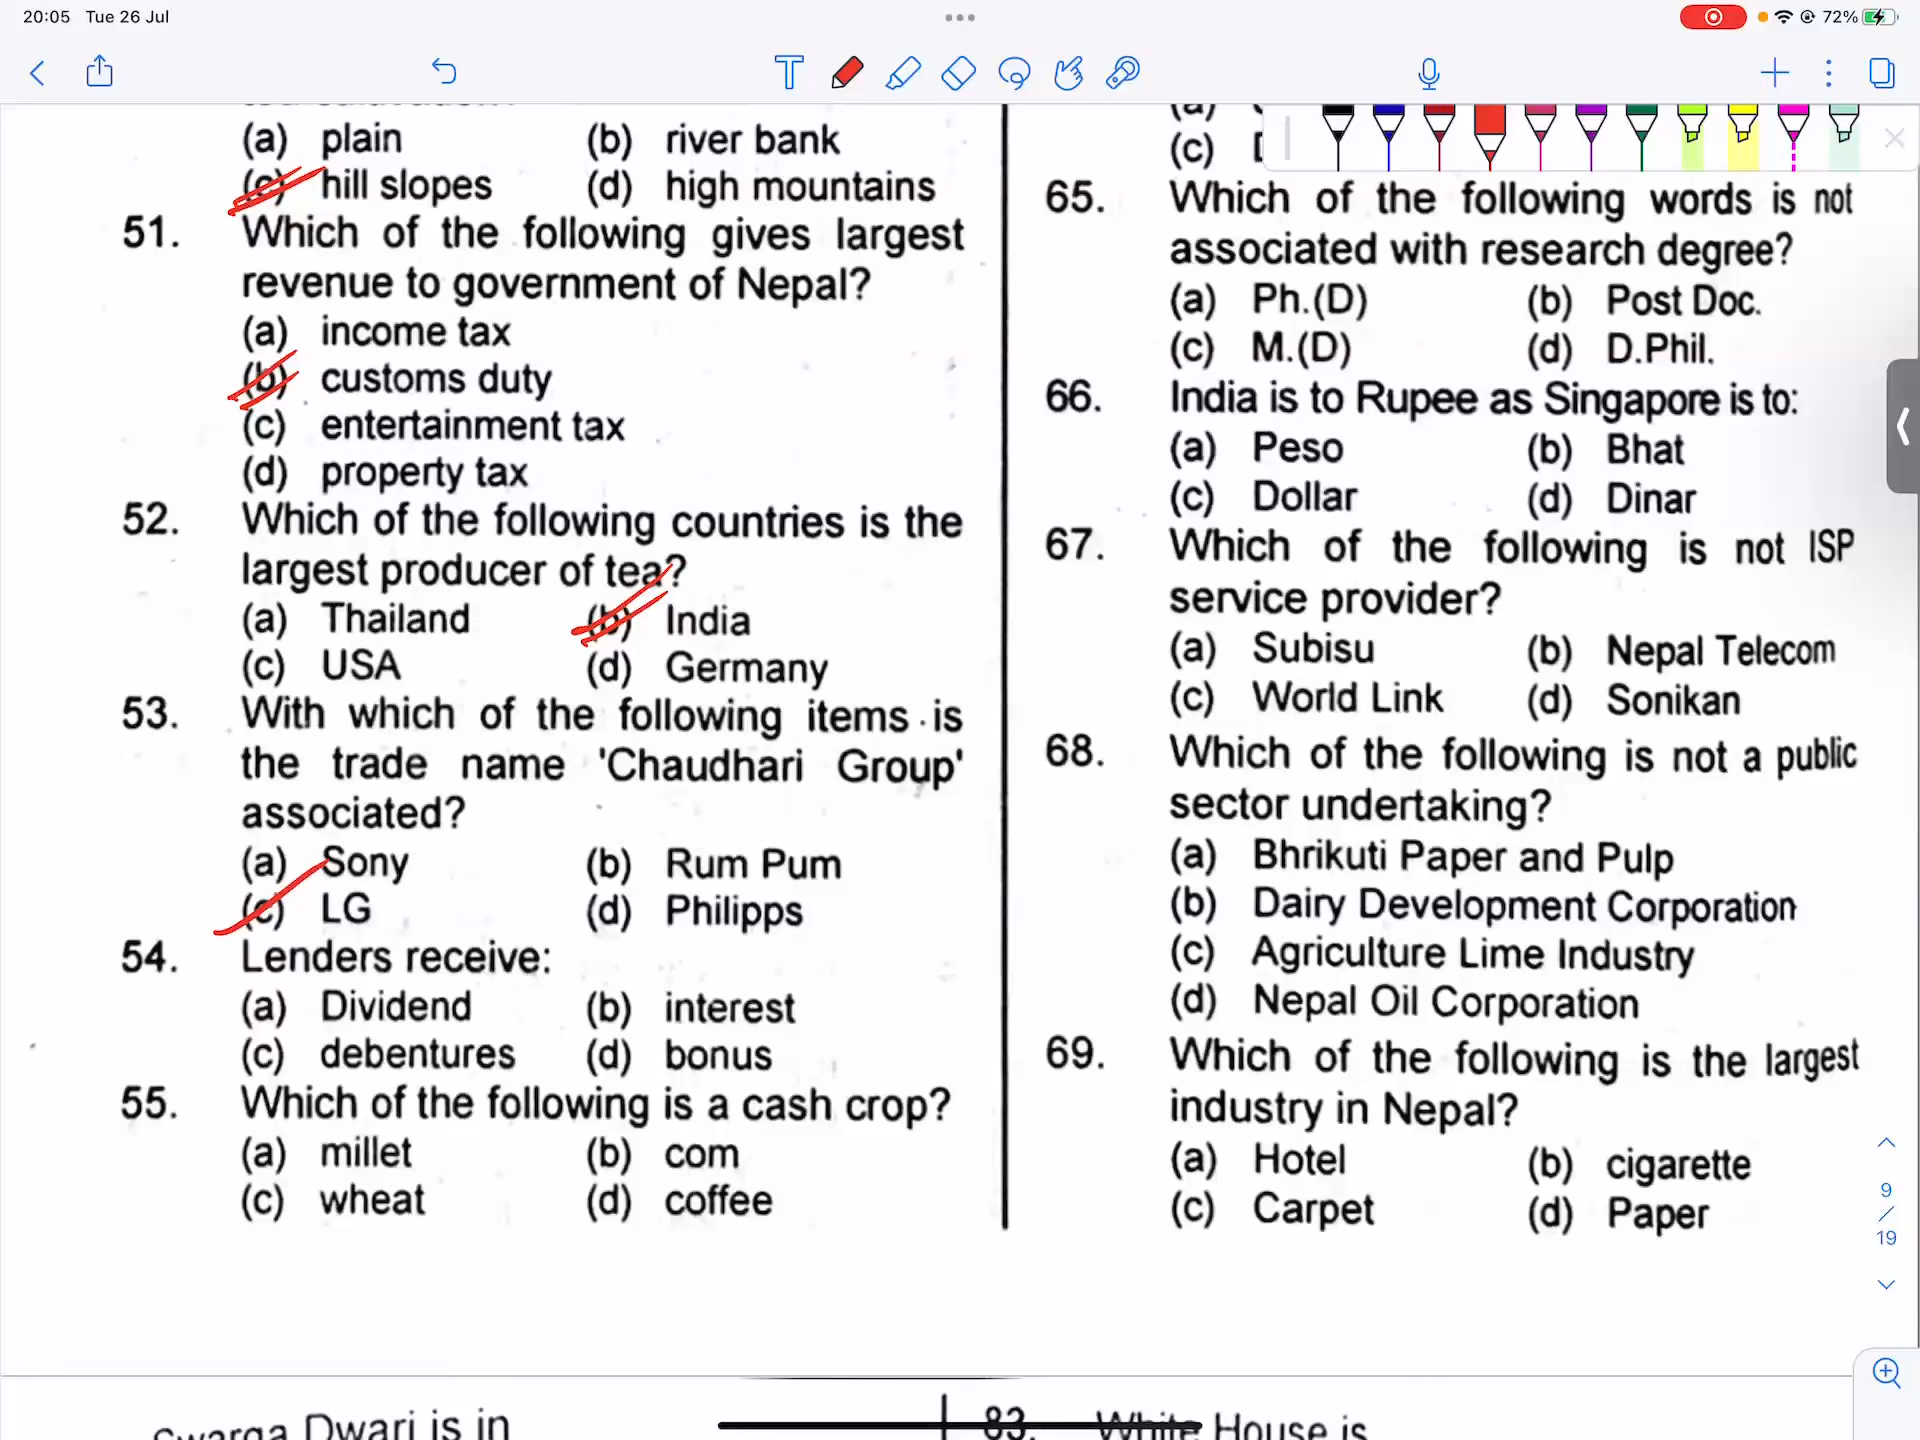 20:05 Tue 26 Jul
72%
T
(a) plain (b) river bank
(c) hill slopes (d) high mountains
51. Which of the following gives largest
revenue to government of Nepal?
(a) income tax
(b) customs duty
(c) entertainment tax
(d) property tax
52. Which of the following countries is the
largest producer of tea?
(a) Thailand (b) India
(c) USA (d) Germany
53. With which of the following items is
the trade name 'Chaudhari Group'
associated?
(a) Sony (b) Rum Pum
(c) LG (d) Philipps
54. Lenders receive:
(a) Dividend (b) interest
(c) debentures (d) bonus
55. Which of the following is a cash crop?
(a) millet (b) com
(c) wheat (d) coffee
(a)
(c)
65. Which of the following words is not
associated with research degree?
(a) Ph.(D) (b) Post Doc.
(c) M.(D) (d) D.Phil.
66. India is to Rupee as Singapore is to:
(a) Peso (b) Bhat
(c) Dollar (d) Dinar
67. Which of the following is not ISP
service provider?
(a) Subisu (b) Nepal Telecom
(c) World Link (d) Sonikan
68. Which of the following is not a public
sector undertaking?
(a) Bhrikuti Paper and Pulp
(b) Dairy Development Corporation
(c) Agriculture Lime Industry
(d) Nepal Oil Corporation
69. Which of the following is the largest
industry in Nepal?
(a) Hotel (b) cigarette
(c) Carpet (d) Paper
9
/
19
Swarga Dwari is in
83. White House is